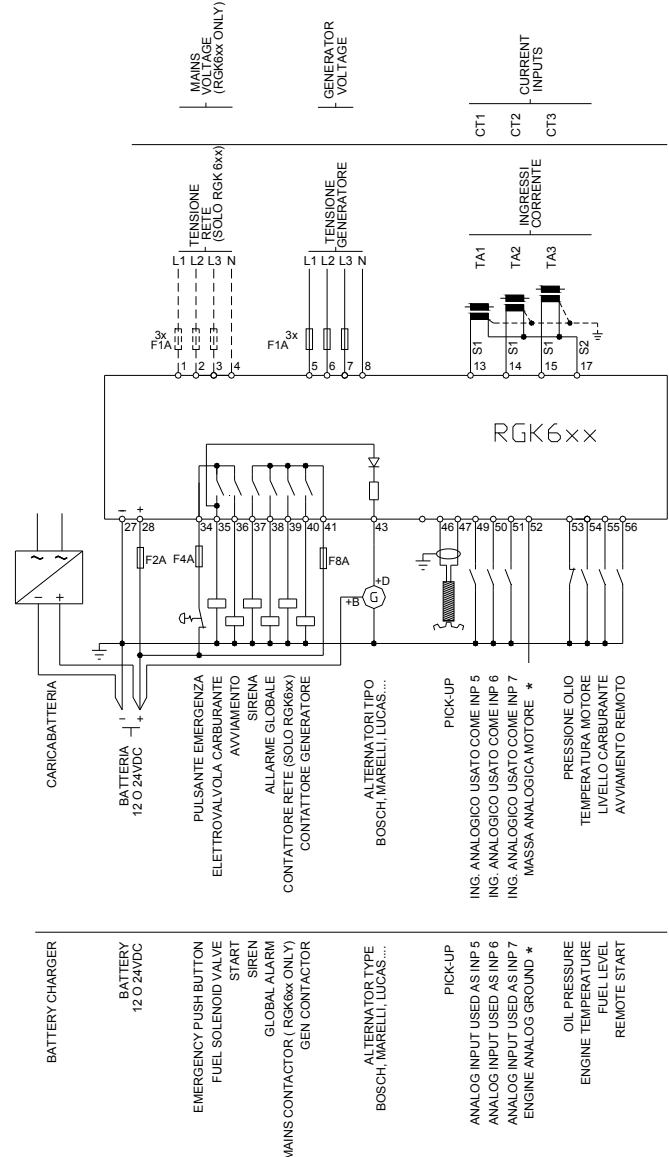 MAINS
VOLTAGE
(RGK6xx ONLY)
GENERATOR
VOLTAGE
CURRENT
INPUTS
CT1
CT2
CT3
TENSIONE
RETE
(SOLO RGK 6xx)
TENSIONE
GENERATORE
INGRESSI
CORRENTE
TA1
TA2
TA3
L1 L2 L3 N
L1 L2 L3 N
3x
F1A
3x
F1A
S1
S1
S1
S2
1 2 3 4
5 6 7 8
13 14 15 17
RGK6xx
− +
27 28 34 35 36 37 38 39 40 41 43 46 47 49 50 51 52 53 54 55 56
F2A
F4A
F8A
+D
+B
G
~ ~
− +
− +
CARICABATTERIA
BATTERIA
12 O 24VDC
PULSANTE EMERGENZA
ELETTROVALVOLA CARBURANTE
AVVIAMENTO
SIRENA
ALLARME GLOBALE
CONTATTORE RETE (SOLO RGK6xx)
CONTATTORE GENERATORE
ALTERNATORI TIPO
BOSCH, MARELLI, LUCAS....
PICK-UP
ING. ANALOGICO USATO COME INP 5
ING. ANALOGICO USATO COME INP 6
ING. ANALOGICO USATO COME INP 7
MASSA ANALOGICA MOTORE *
PRESSIONE OLIO
TEMPERATURA MOTORE
LIVELLO CARBURANTE
AVVIAMENTO REMOTO
BATTERY CHARGER
BATTERY
12 O 24VDC
EMERGENCY PUSH BUTTON
FUEL SOLENOID VALVE
START
SIREN
GLOBAL ALARM
MAINS CONTACTOR ( RGK6xx ONLY)
GEN CONTACTOR
ALTERNATOR TYPE
BOSCH, MARELLI, LUCAS....
PICK-UP
ANALOG INPUT USED AS INP 5
ANALOG INPUT USED AS INP 6
ANALOG INPUT USED AS INP 7
ENGINE ANALOG GROUND *
OIL PRESSURE
ENGINE TEMPERATURE
FUEL LEVEL
REMOTE START